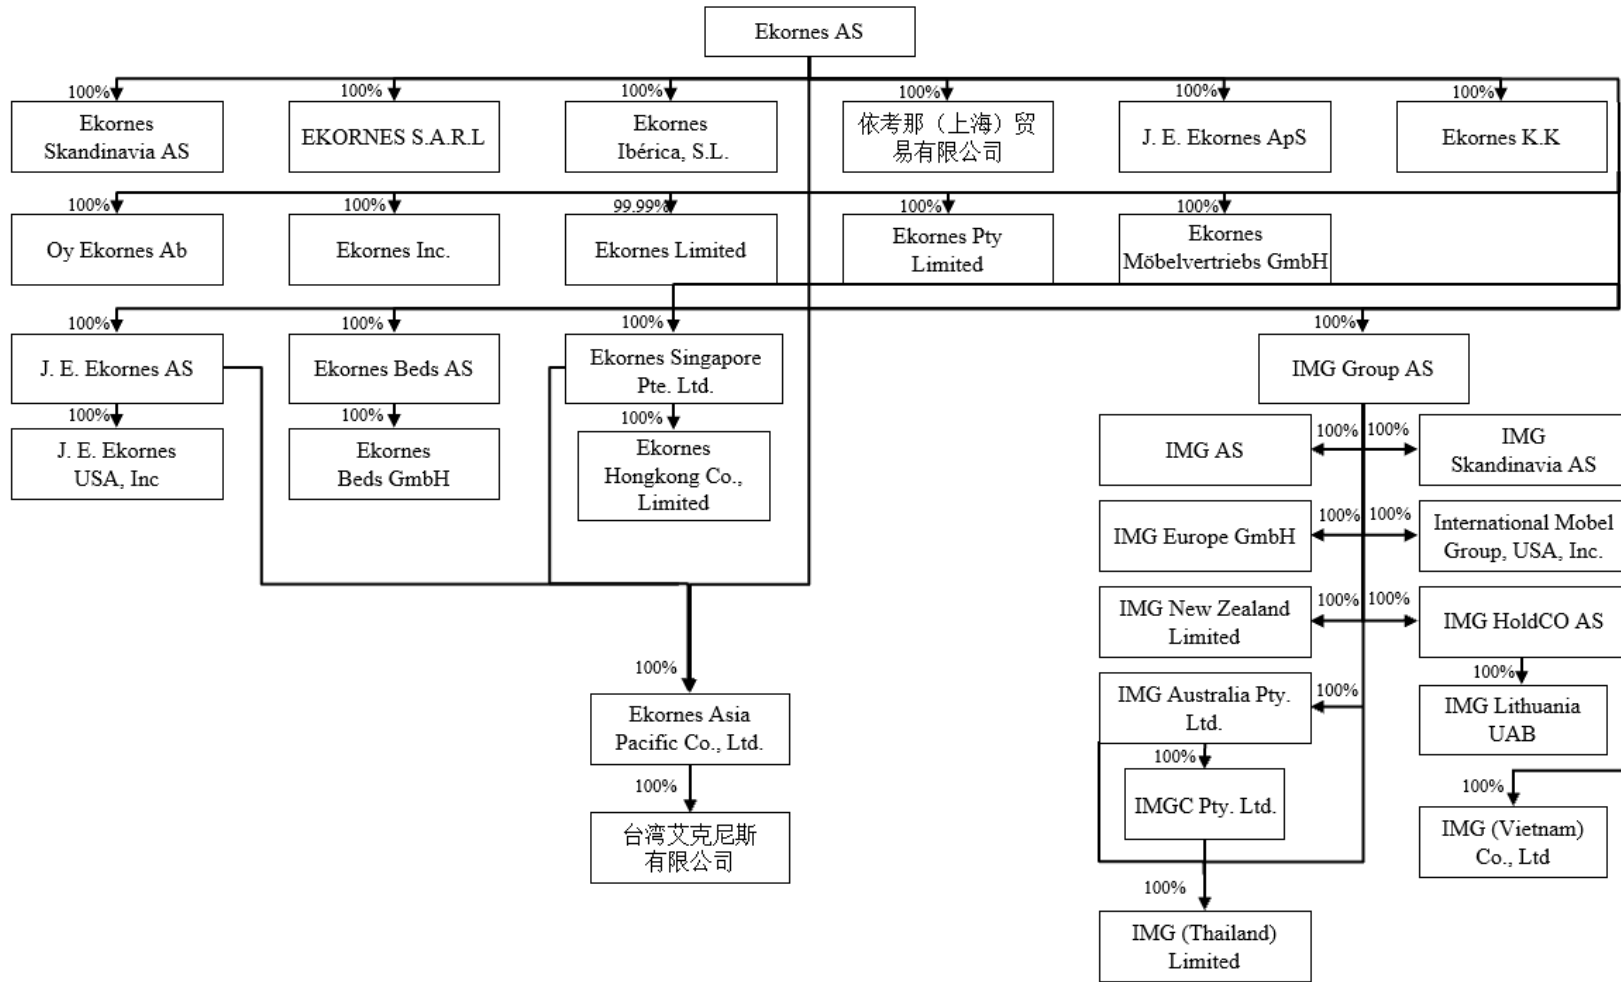 Ekornes AS
100%
100%
100%
100%
100%
100%
Ekornes
Skandinavia AS
EKORNES S.A.R.L
Ekornes
Ibérica, S.L.
依考那（上海）贸
易有限公司
J. E. Ekornes ApS
Ekornes K.K
100%
100%
99.99%
100%
100%
Oy Ekornes Ab
Ekornes Inc.
Ekornes Limited
Ekornes Pty
Limited
Ekornes
Möbelvertriebs GmbH
100%
100%
100%
100%
J. E. Ekornes AS
Ekornes Beds AS
Ekornes Singapore
Pte. Ltd.
IMG Group AS
100%
100%
100%
J. E. Ekornes
USA, Inc
Ekornes
Beds GmbH
Ekornes
Hongkong Co.,
Limited
100%
100%
IMG AS
IMG
Skandinavia AS
100%
100%
IMG Europe GmbH
International Mobel
Group, USA, Inc.
100%
100%
IMG New Zealand
Limited
IMG HoldCO AS
100%
100%
100%
Ekornes Asia
Pacific Co., Ltd.
IMG Australia Pty.
Ltd.
IMG Lithuania
UAB
100%
100%
100%
台湾艾克尼斯
有限公司
IMGC Pty. Ltd.
IMG (Vietnam)
Co., Ltd
100%
IMG (Thailand)
Limited